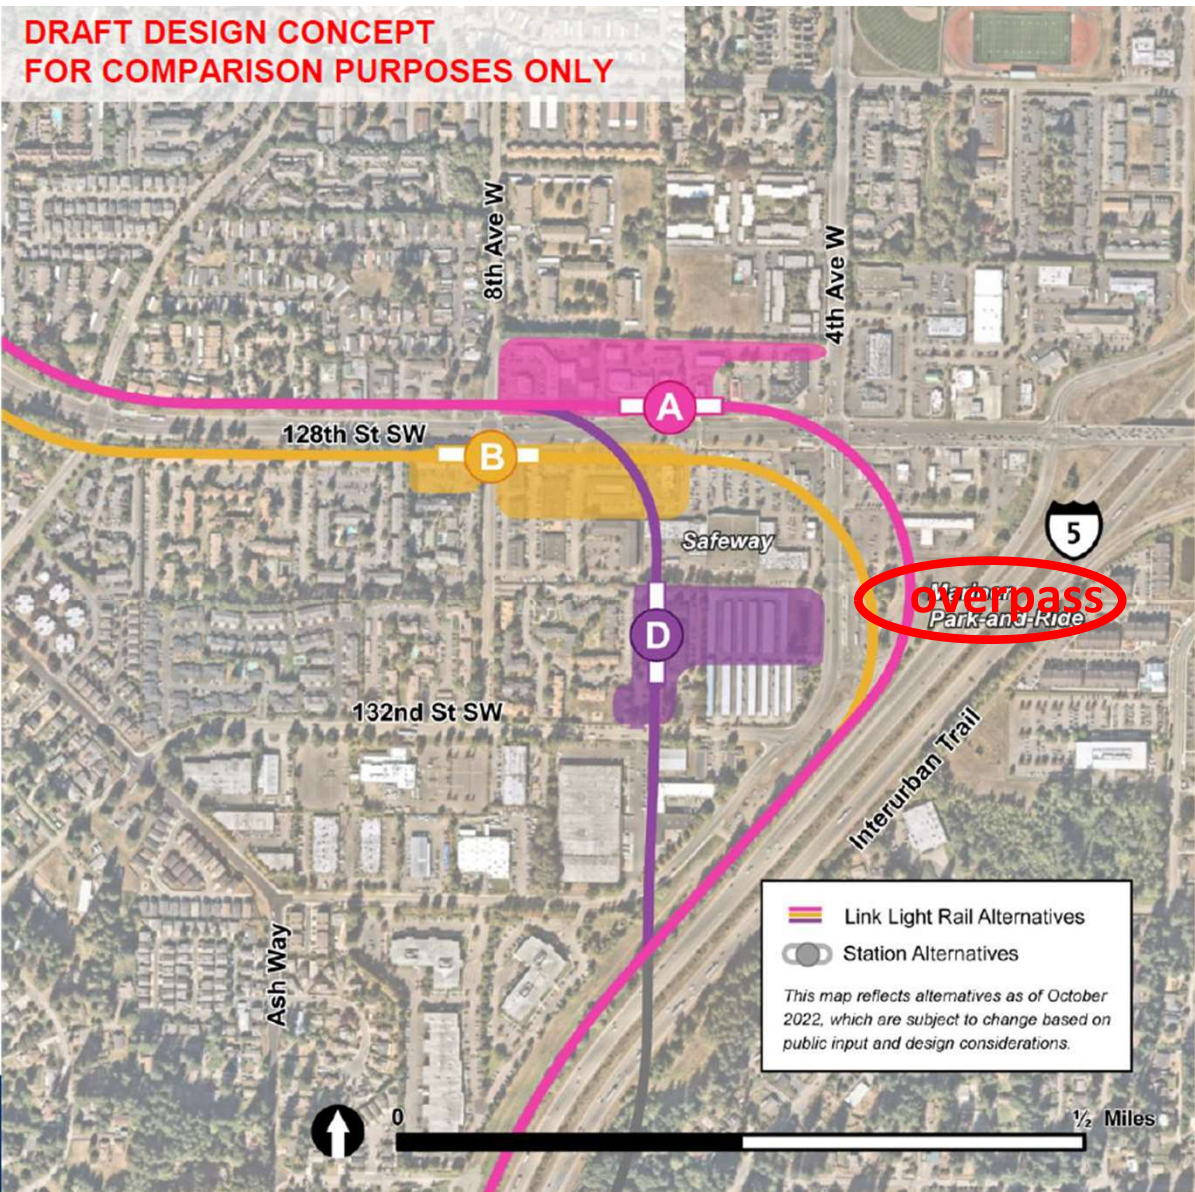 DRAFT DESIGN CONCEPT
FOR COMPARISON PURPOSES ONLY
8th Ave W
4th Ave W
A
128th St SW
B
5
Safeway
Mariner
overpass
Park-and-Ride
D
132nd St SW
Interurban Trail
Link Light Rail Alternatives
Station Alternatives
This map reflects alternatives as of October
2022, which are subject to change based on
public input and design considerations.
Ash Way
0
½ Miles